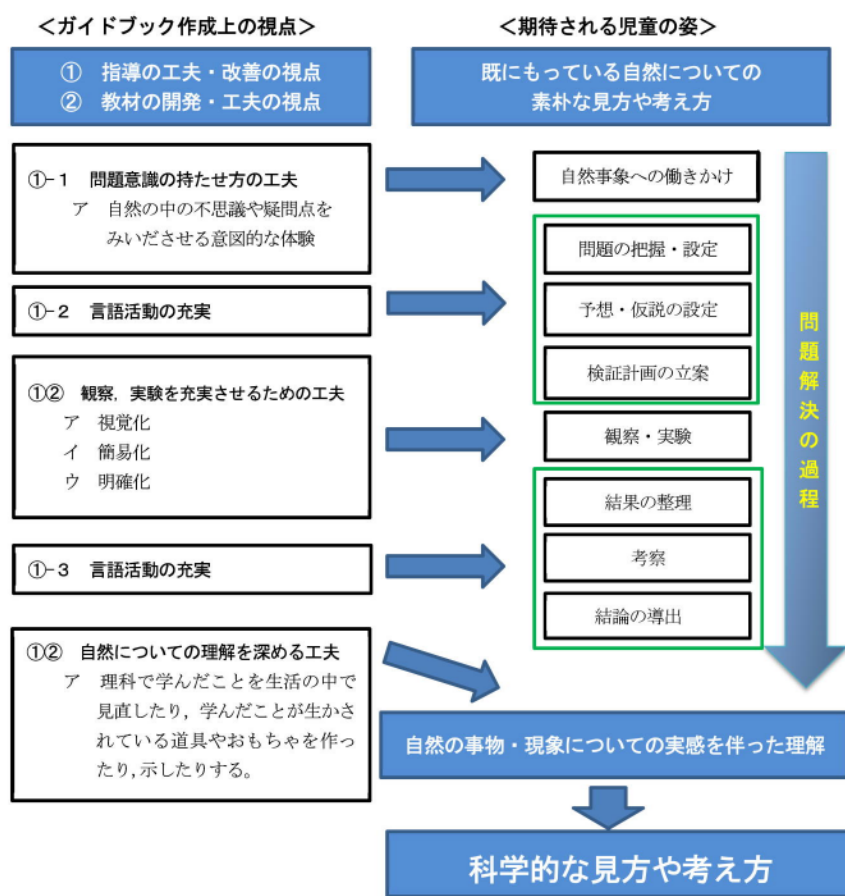 ＜ガイドブック作成上の視点＞
①　指導の工夫・改善の視点
②　教材の開発・工夫の視点
①-１　問題意識の持たせ方の工夫
ア　自然の中の不思議や疑問点を
みいださせる意図的な体験
①-２　言語活動の充実
①②　観察，実験を充実させるための工夫
ア　視覚化
イ　簡易化
ウ　明確化
①-３　言語活動の充実
①②　自然についての理解を深める工夫
ア　理科で学んだことを生活の中で
見直したり，学んだことが生かさ
れている道具やおもちゃを作っ
たり,示したりする。
＜期待される児童の姿＞
既にもっている自然についての
素朴な見方や考え方
自然事象への働きかけ
問題の把握・設定
予想・仮説の設定
検証計画の立案
観察・実験
結果の整理
考察
結論の導出
問題解決の過程
自然の事物・現象についての実感を伴った理解
科学的な見方や考え方